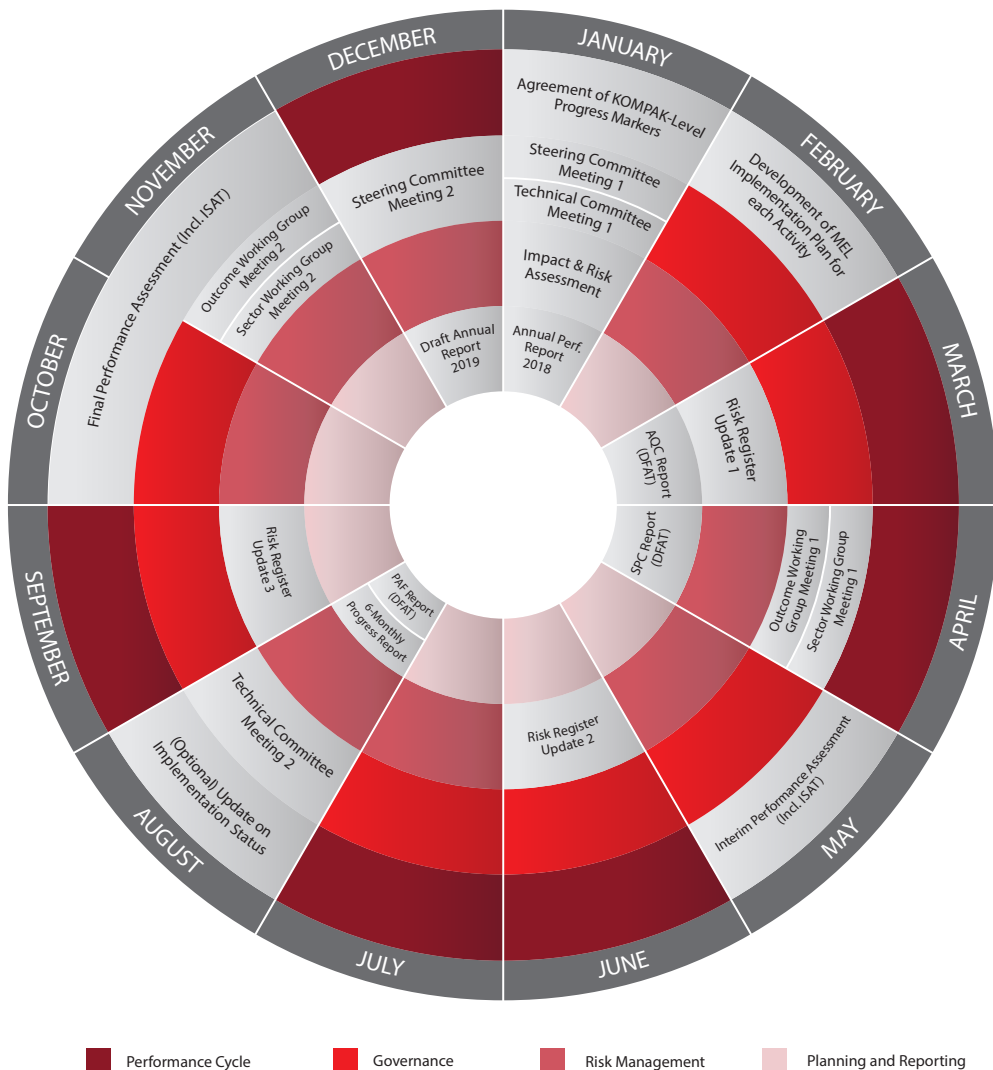 JANUARY
Agreement of KOMPAK-Level
Progress Markers
Steering Committee
Meeting 1
Technical Committee
Meeting 1
Impact & Risk
Assessment
Annual Perf.
Report
2018
FEBRUARY
Development of MEL
Implementation Plan for
each Activity
MARCH
Risk Register
Update 1
AQC Report
(DFAT)
APRIL
Sector Working Group
Meeting 1
Outcome Working
Group Meeting 1
SPC Report
(DFAT)
MAY
Interim Performance Assessment
(Incl. ISAT)
JUNE
Risk Register
Update 2
JULY
AUGUST
(Optional) Update on
Implementation Status
Technical Committee
Meeting 2
6-Monthly
Progress Report
PAF Report
(DFAT)
SEPTEMBER
Risk Register
Update 3
OCTOBER
NOVEMBER
Final Performance Assessment (Incl. ISAT)
Outcome Working Group
Meeting 2
Sector Working Group
Meeting 2
DECEMBER
Steering Committee
Meeting 2
Draft Annual
Report
2019
Performance Cycle
Governance
Risk Management
Planning and Reporting